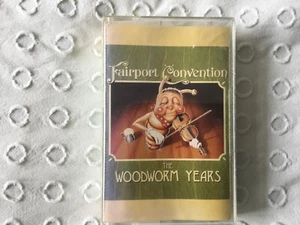 Fairport Convention
THE
WOODWORM YEARS